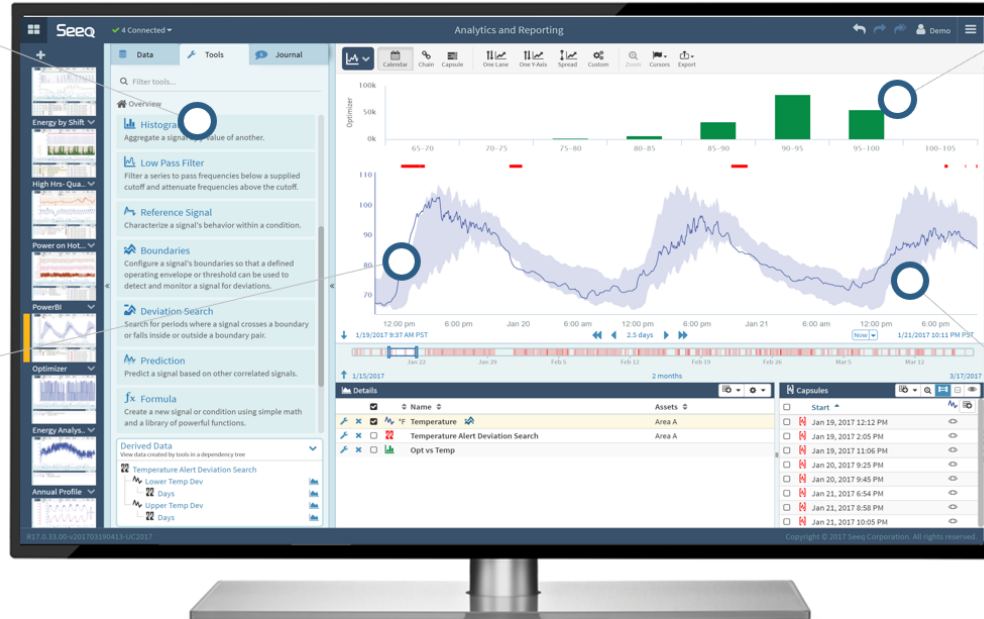 Seeq
4 Connected
Analytics and Reporting
Demo
Data
Tools
Journal
Filter tools...
Overview
Histogra
Aggregate a signal by value of another.
Low Pass Filter
Filter a series to pass frequencies below a supplied
cutoff and attenuate frequencies above the cutoff.
Reference Signal
Characterize a signal's behavior within a condition.
Boundaries
Configure a signal's boundaries so that a defined
operating envelope or threshold can be used to
detect and monitor a signal for deviations.
Deviation Search
Search for periods where a signal crosses a boundary
or falls inside or outside a boundary pair.
Prediction
Predict a signal based on other correlated signals.
Formula
Create a new signal or condition using simple math
and a library of powerful functions.
Derived Data
View data created by tools in a dependency tree
Temperature Alert Deviation Search
Lower Temp Dev
Days
Upper Temp Dev
Days
Energy by Shift
High Hrs- Qua..
Power on Hot...
PowerBI
Optimizer
Energy Analys..
Annual Profile
Calendar
Chain
Capsule
One Lane
One Y-Axis
Spread
Custom
Zoom
Cursors
Export
Optimizer
100k
50k
0k
65-70 70-25 75-80 80-85 85-90 90-95 95-100 100-105
110
100
90
80
70
12:00 pm 6:00 pm Jan 20 6:00 am 12:00 pm 6:00 pm Jan 21 6:00 am 12:00 pm 6:00 pm
1/19/2017 9:37 AM PST
2.5 days
Now
1/21/2017 10:11 PM PST
Jan 22 Jan 29 Feb 5 Feb 12 Feb 19 Feb 26 Mar 5 Mar 12
1/15/2017
2 months
3/17/2017
Details
Name
Assets
°F Temperature Area A
Temperature Alert Deviation Search Area A
Opt vs Temp
Capsules
Start
Jan 19, 2017 12:12 PM
Jan 19, 2017 2:05 PM
Jan 19, 2017 11:06 PM
Jan 20, 2017 9:25 PM
Jan 20, 2017 9:45 PM
Jan 21, 2017 6:54 PM
Jan 21, 2017 8:58 PM
Jan 21, 2017 10:05 PM
R17.0.33.00-v201703190413-UC2017
Copyright © 2017 Seeq Corporation. All rights reserved.